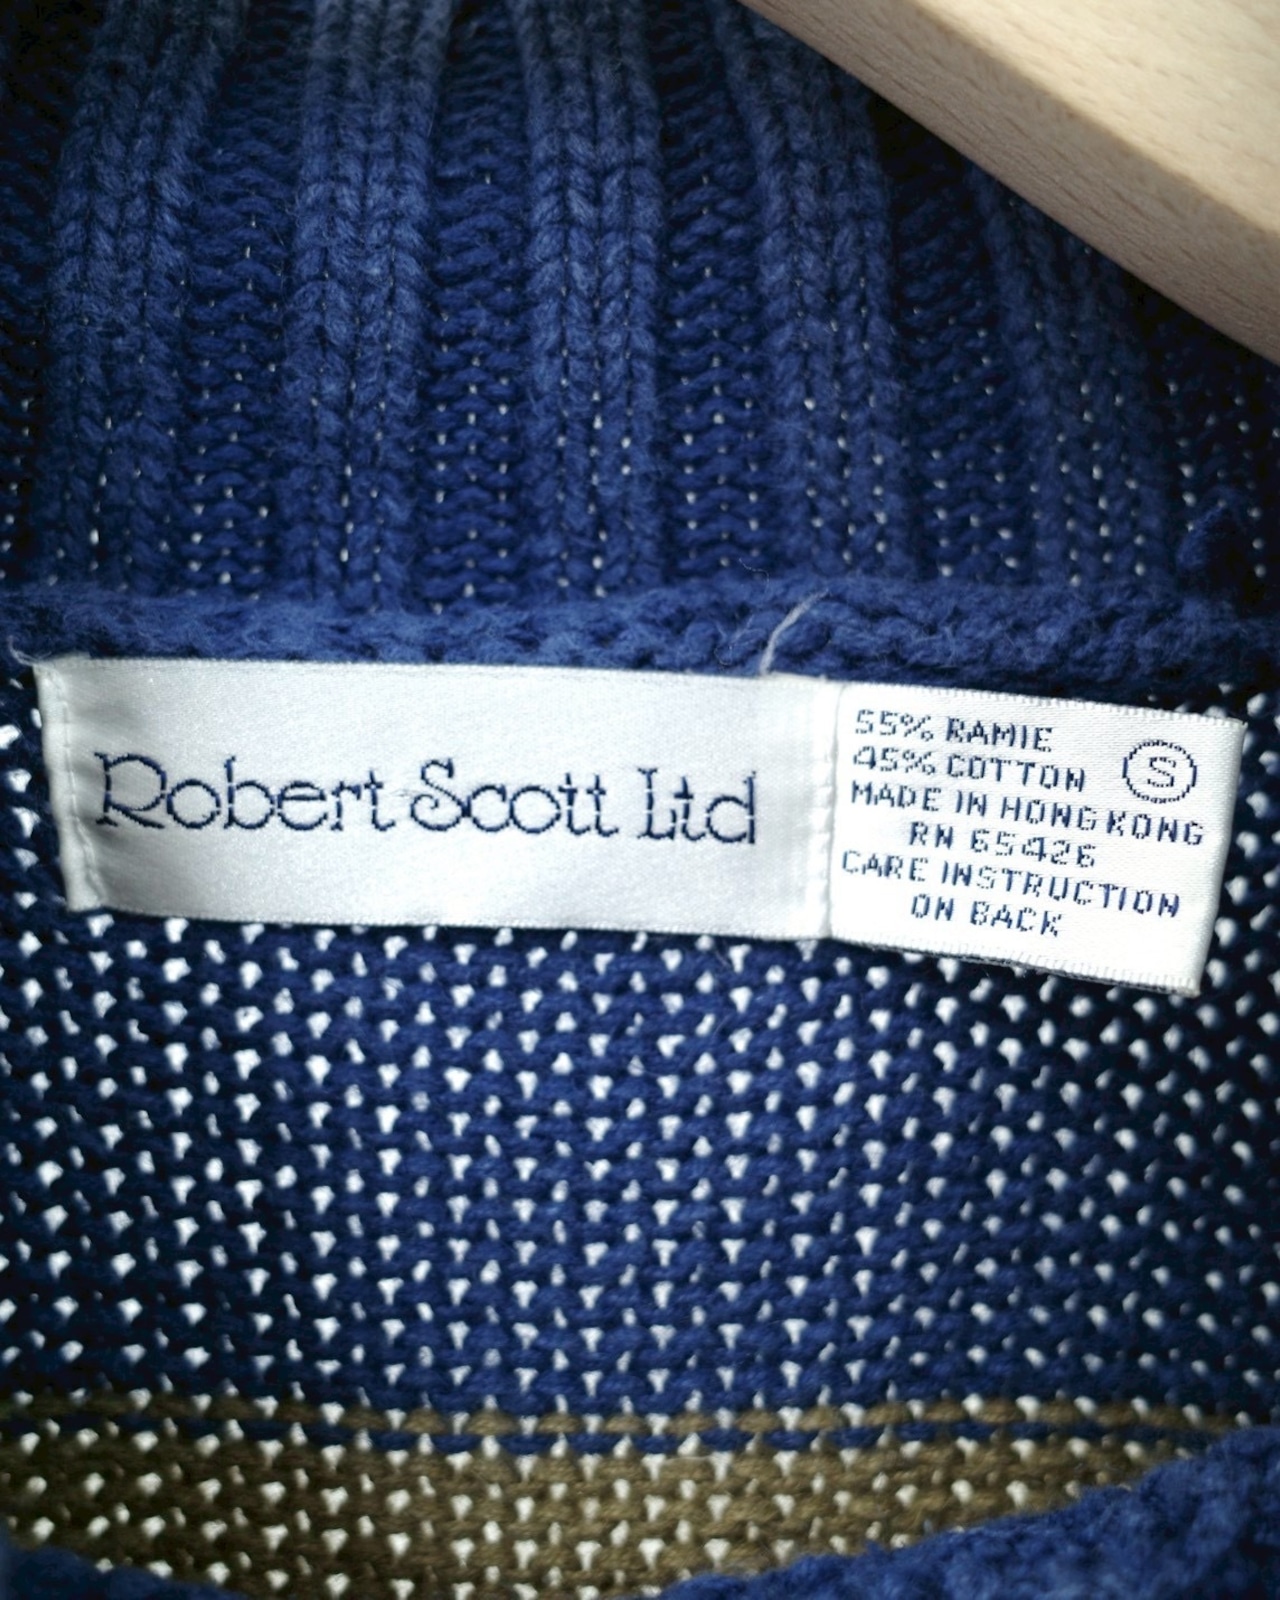 Robert Scott Ltd
55% RAMIE
45% COTTON
S
MADE IN HONG KONG
RN 65426
CARE INSTRUCTION
ON BACK